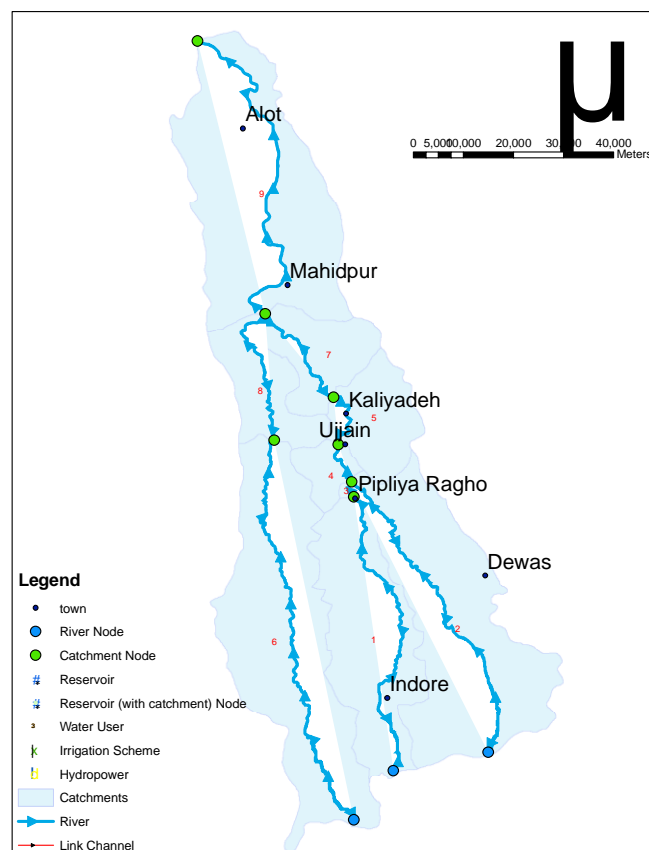 µ
0 5,000 10,000 20,000 30,000 40,000
Meters
Alot
9
Mahidpur
7
8
Kaliyadeh
5
Ujjain
4
Pipliya Ragho
3
Dewas
2
1
6
Indore
Legend
town
River Node
Catchment Node
Reservoir
Reservoir (with catchment) Node
Water User
Irrigation Scheme
Hydropower
Catchments
River
Link Channel